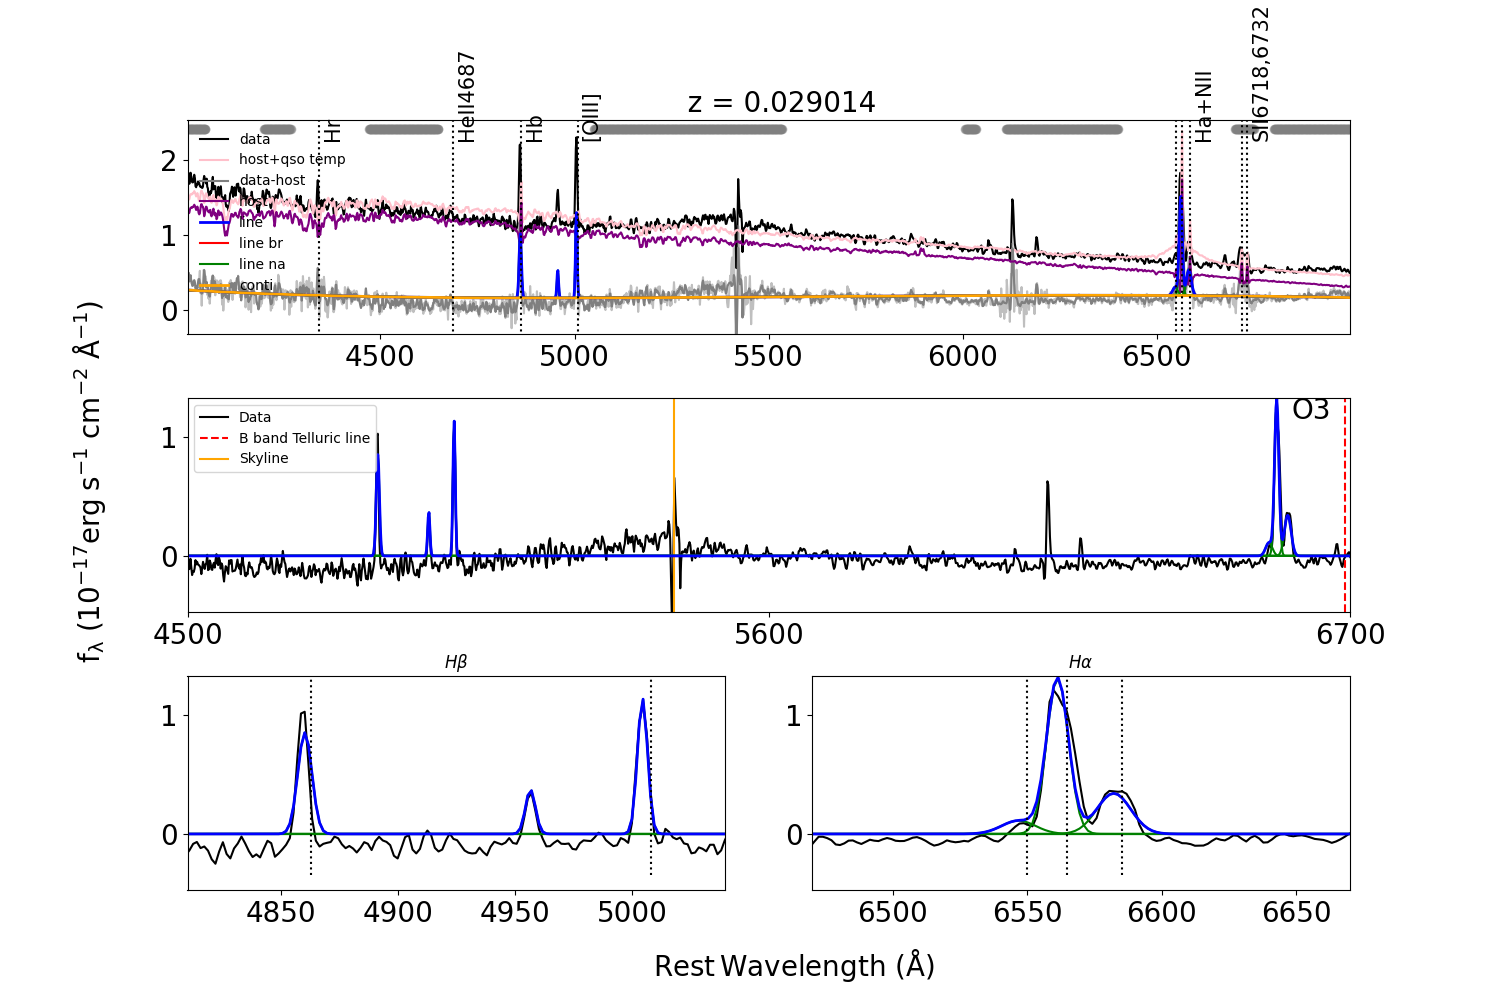 z = 0.029014
Hr
HeII4687
Hb
[OIII]
Ha+NII
SII6718,6732
data
host+qso temp
data-host
host
line
line br
line na
conti
2
1
0
4500 5000 5500 6000 6500
Data
B band Telluric line
Skyline
O3
1
0
4500 5600 6700
fλ (10⁻¹⁷erg s⁻¹ cm⁻² Å⁻¹)
Hβ
1
0
4850 4900 4950 5000
Hα
1
0
6500 6550 6600 6650
Rest Wavelength (Å)